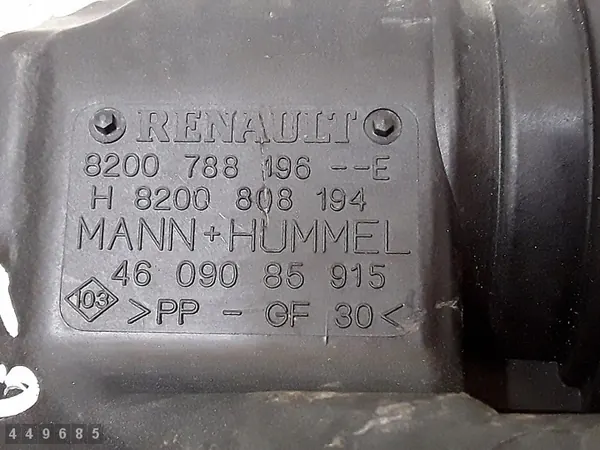 RENAULT
8200 788 196 --E
H 8200 808 194
MANN+HUMMEL
46 090 85 915
103 >PP - GF 30<
449685